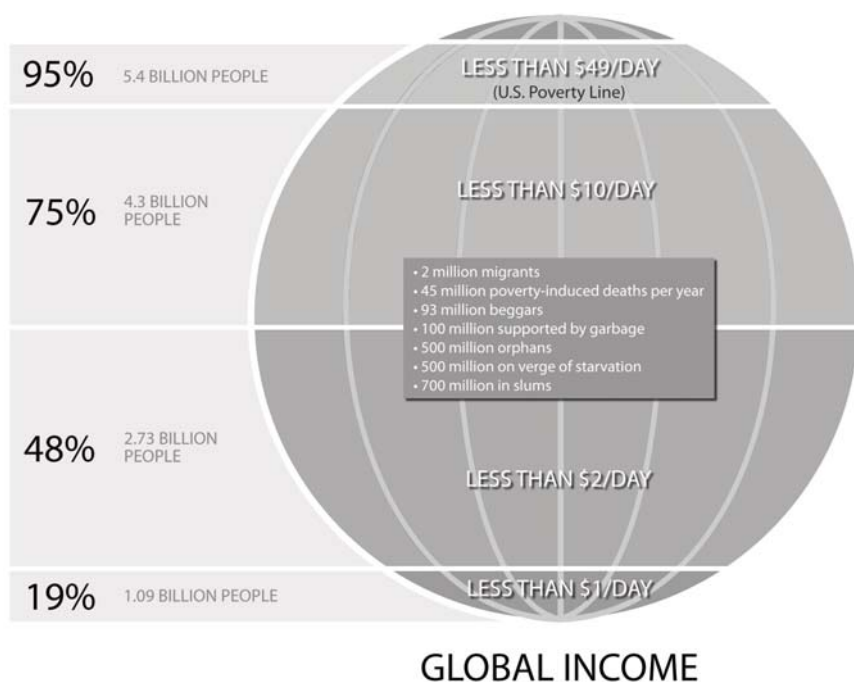 95%
5.4 BILLION PEOPLE
LESS THAN $49/DAY
(U.S. Poverty Line)
75%
4.3 BILLION
PEOPLE
LESS THAN $10/DAY
• 2 million migrants
• 45 million poverty-induced deaths per year
• 93 million beggars
• 100 million supported by garbage
• 500 million orphans
• 500 million on verge of starvation
• 700 million in slums
48%
2.73 BILLION
PEOPLE
LESS THAN $2/DAY
19%
1.09 BILLION PEOPLE
LESS THAN $1/DAY
GLOBAL INCOME